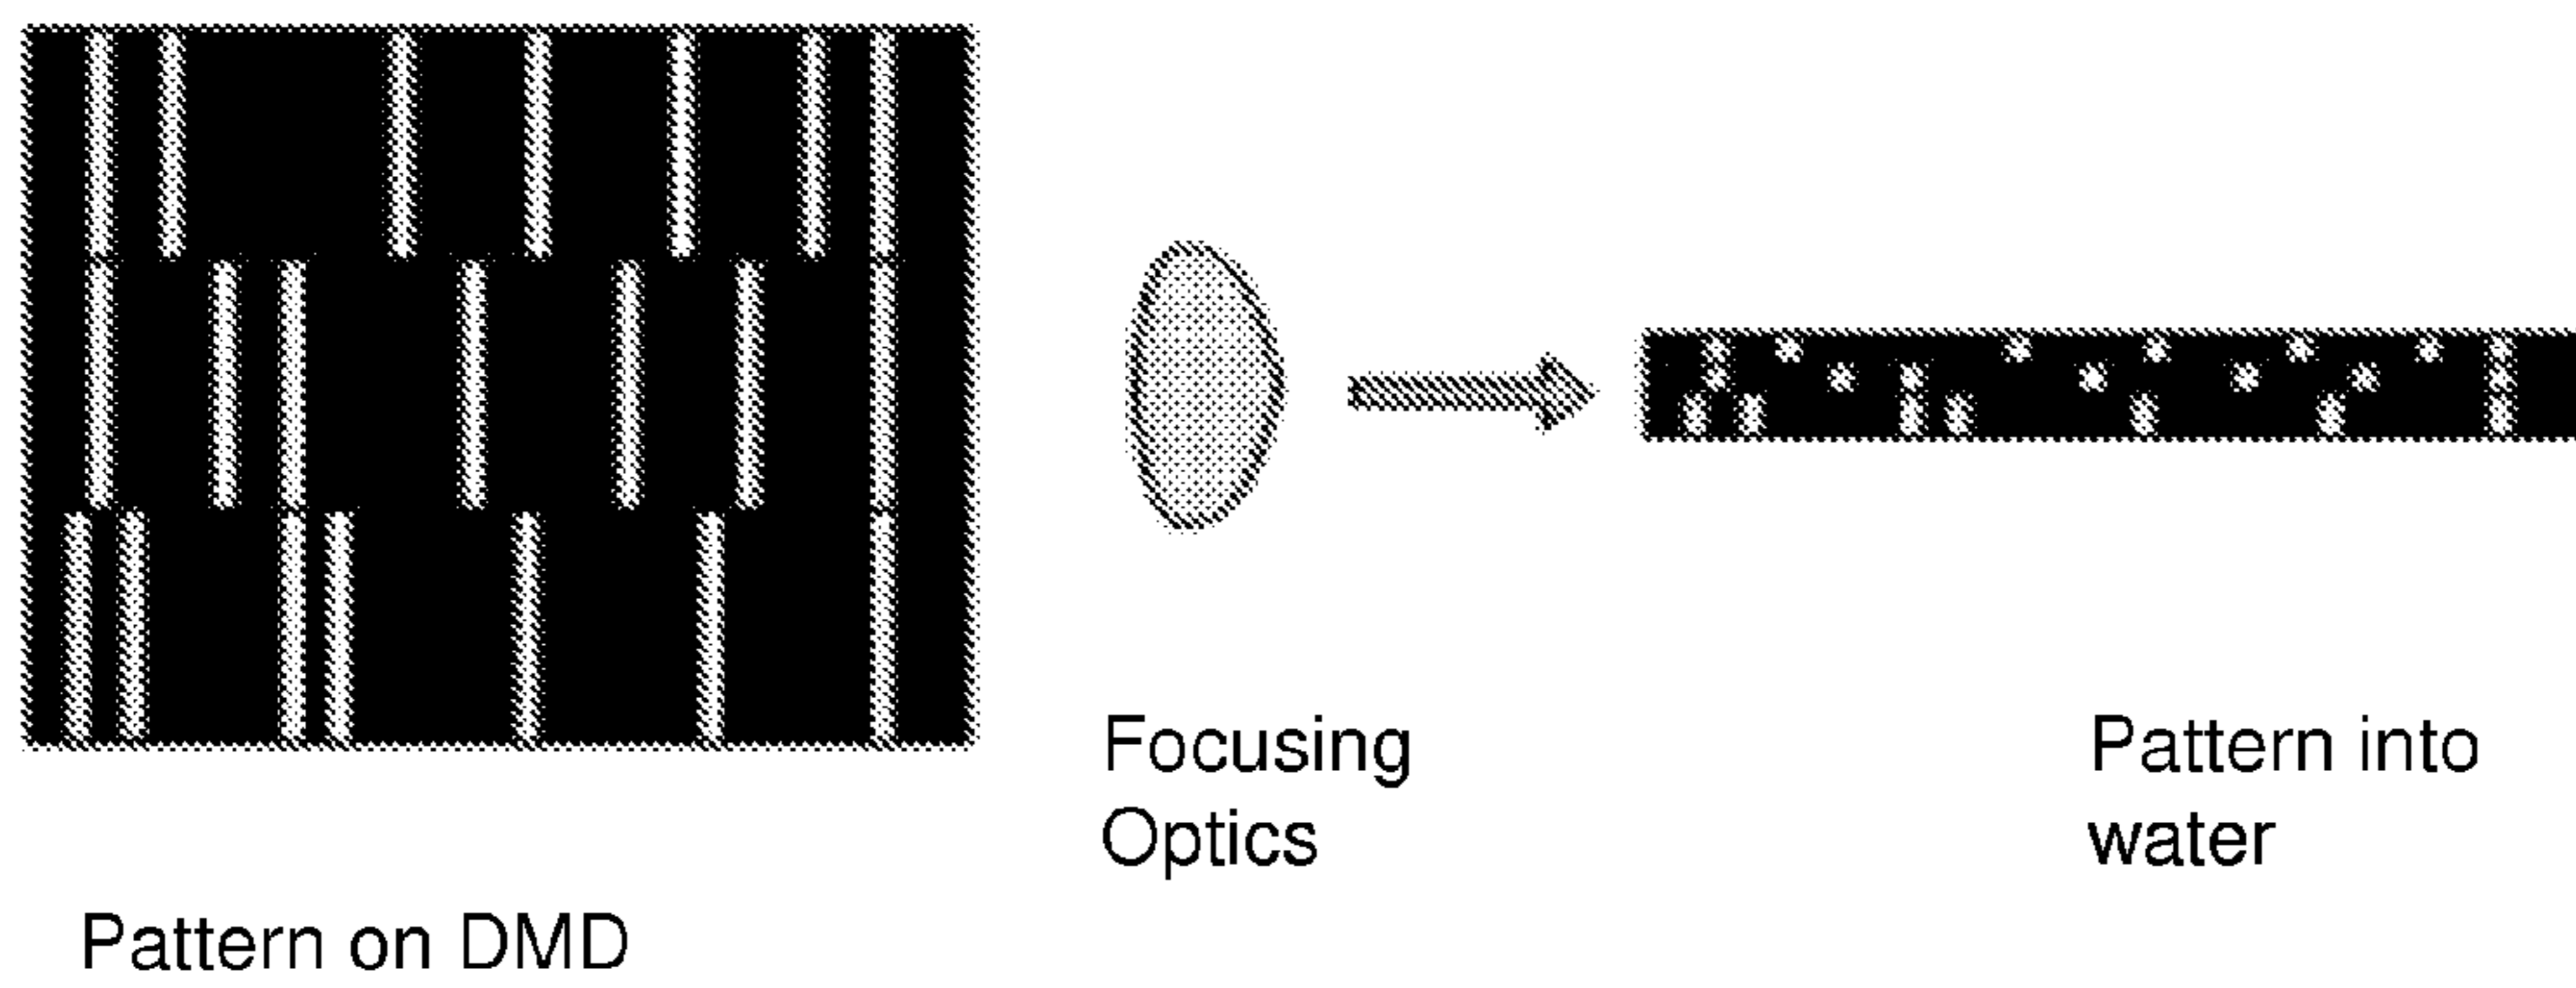 Focusing
Optics
Pattern into
water
Pattern on DMD